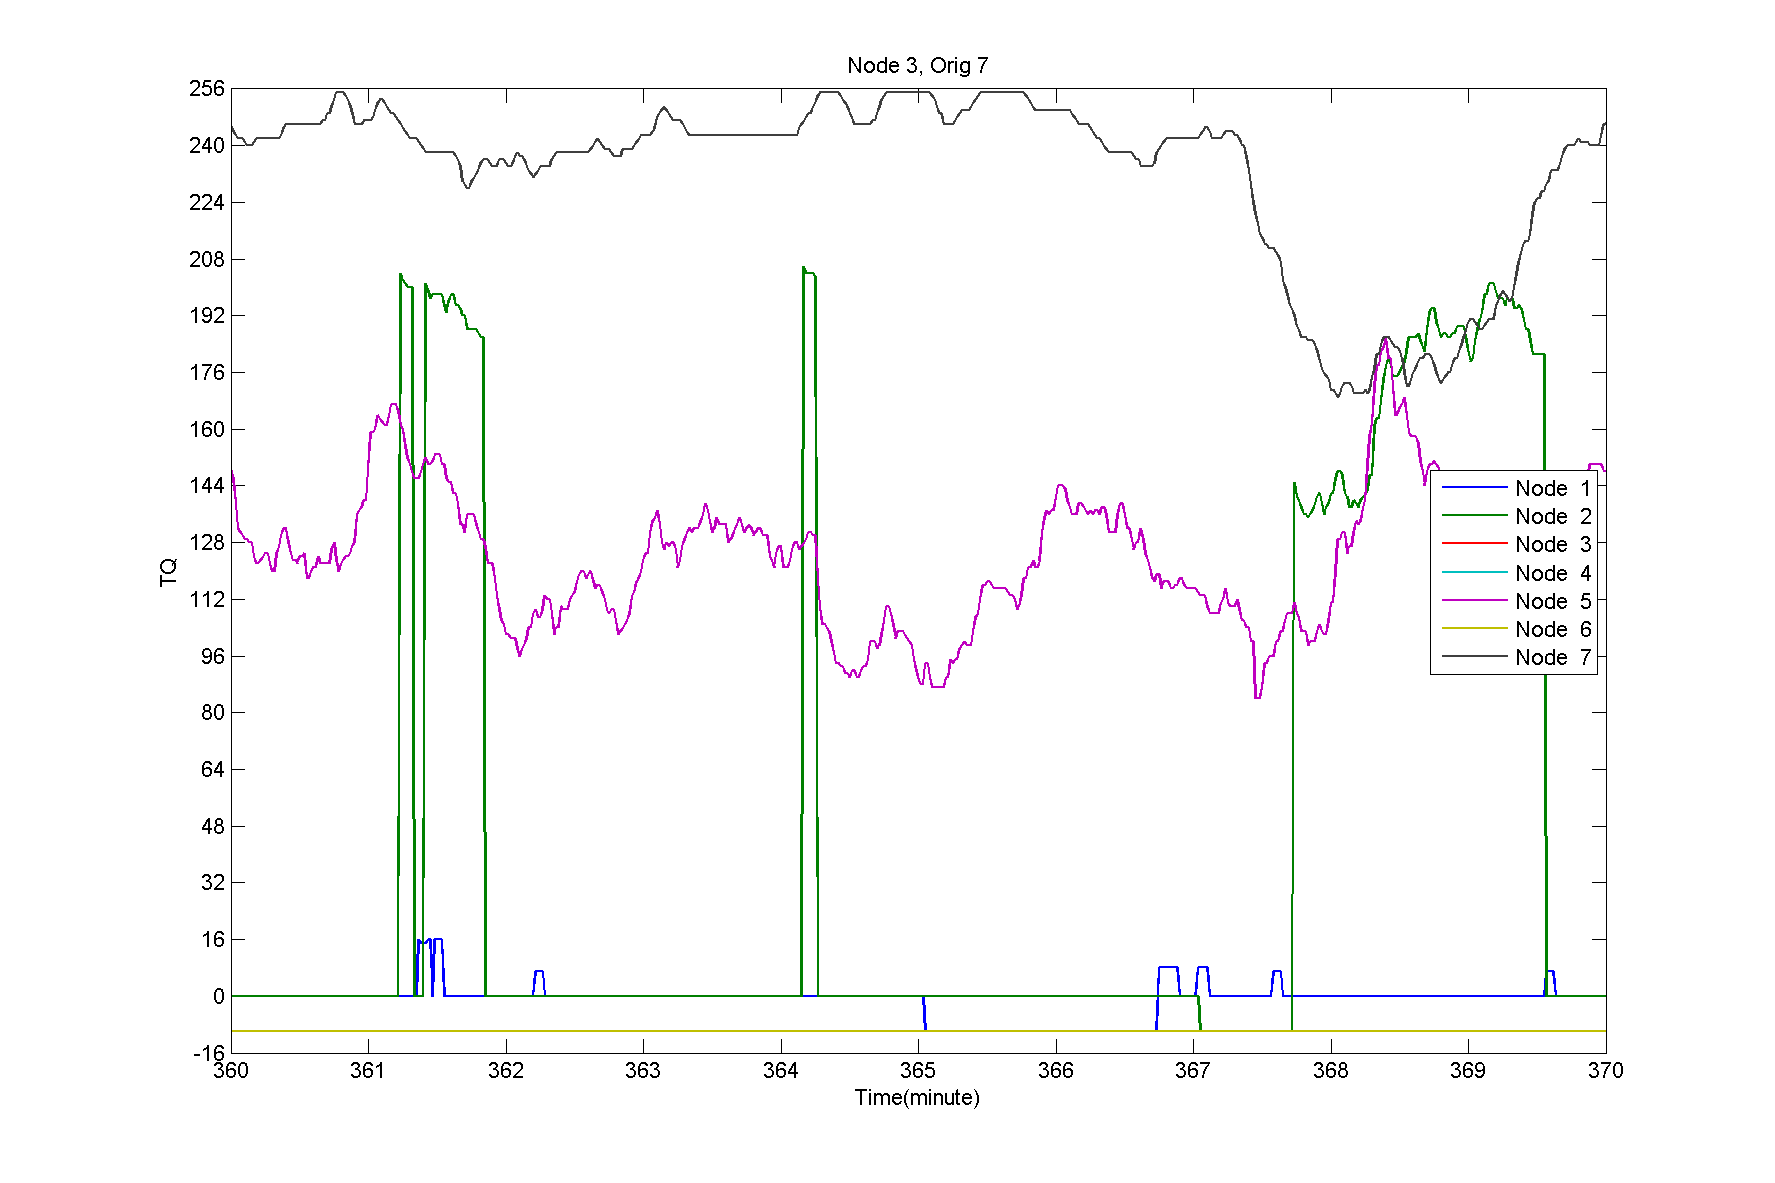 Node 3, Orig 7
256
240
224
208
192
176
160
144
128
112
96
80
64
48
32
16
0
-16
TQ
Node 1
Node 2
Node 3
Node 4
Node 5
Node 6
Node 7
360 361 362 363 364 365 366 367 368 369 370
Time(minute)